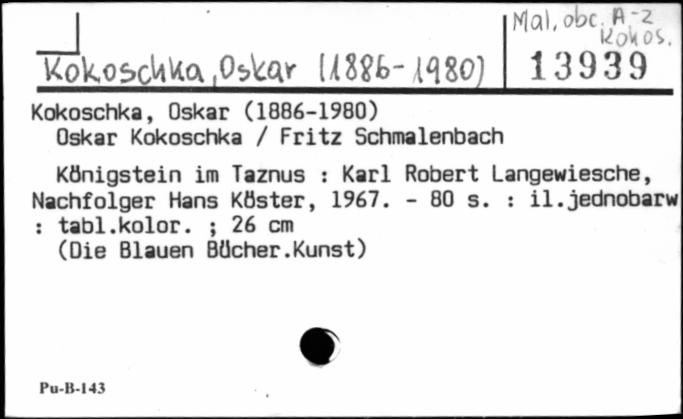 Mal, obc. A-Z
Kokos.
Kokoschka, Oskar (1886-1980)
13939
Kokoschka, Oskar (1886-1980)
Oskar Kokoschka / Fritz Schmalenbach
Königstein im Taznus : Karl Robert Langewiesche,
Nachfolger Hans Köster, 1967. - 80 s. : il.jednobarw
: tabl.kolor. ; 26 cm
(Die Blauen Bücher.Kunst)
Pu-B-143